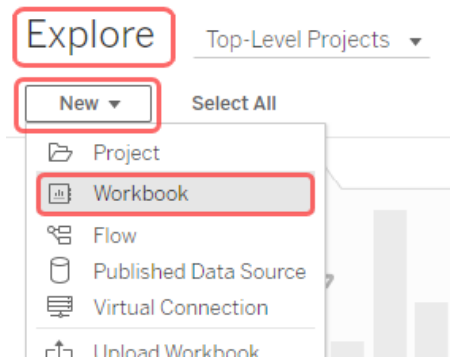 Explore Top-Level Projects
New Select All
Project
Workbook
Flow
Published Data Source
Virtual Connection
Upload Workbook